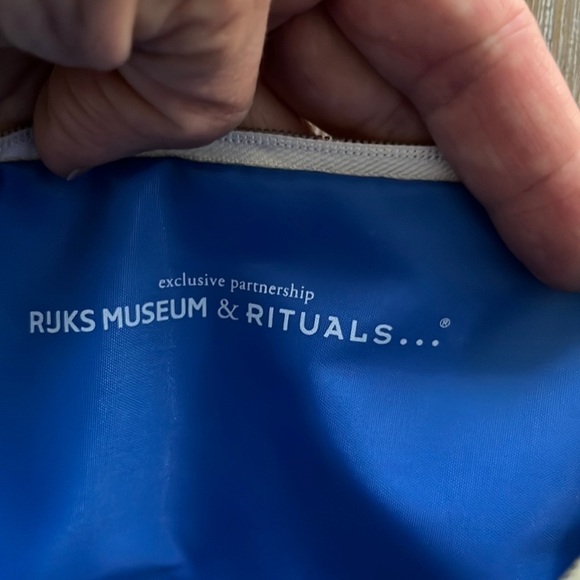 exclusive partnership
RIJKS MUSEUM & RITUALS...®